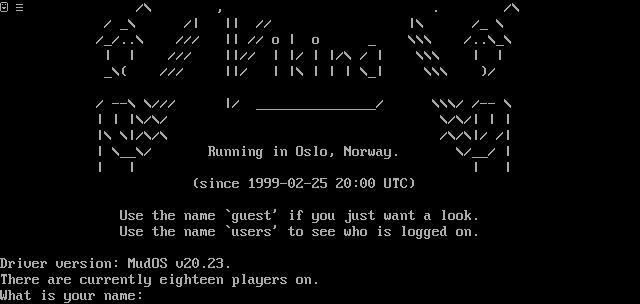 Viking
Running in Oslo, Norway.
(since 1999-02-25 20:00 UTC)
Use the name `guest' if you just want a look.
Use the name `users' to see who is logged on.
Driver version: MudOS v20.23.
There are currently eighteen players on.
What is your name: